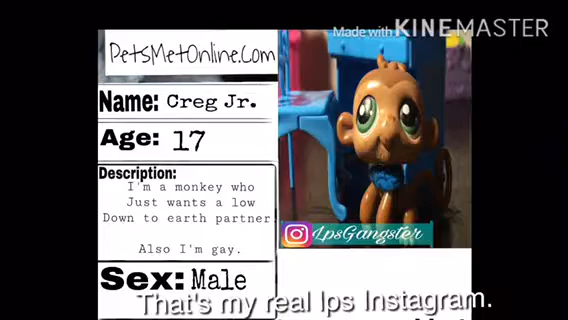 Made with KINEMASTER
PetsMetOnline.Com
Name: Creg Jr.
Age: 17
Description:
I'm a monkey who
Just wants a low
Down to earth partner
Also I'm gay.
LpsGangster
Sex: Male
That's my real lps Instagram.